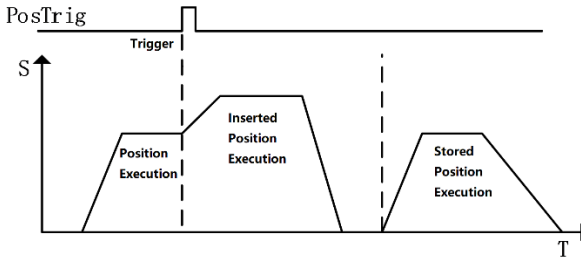 PosTrig
Trigger
S
Inserted
Position
Execution
Position
Execution
Stored
Position
Execution
T